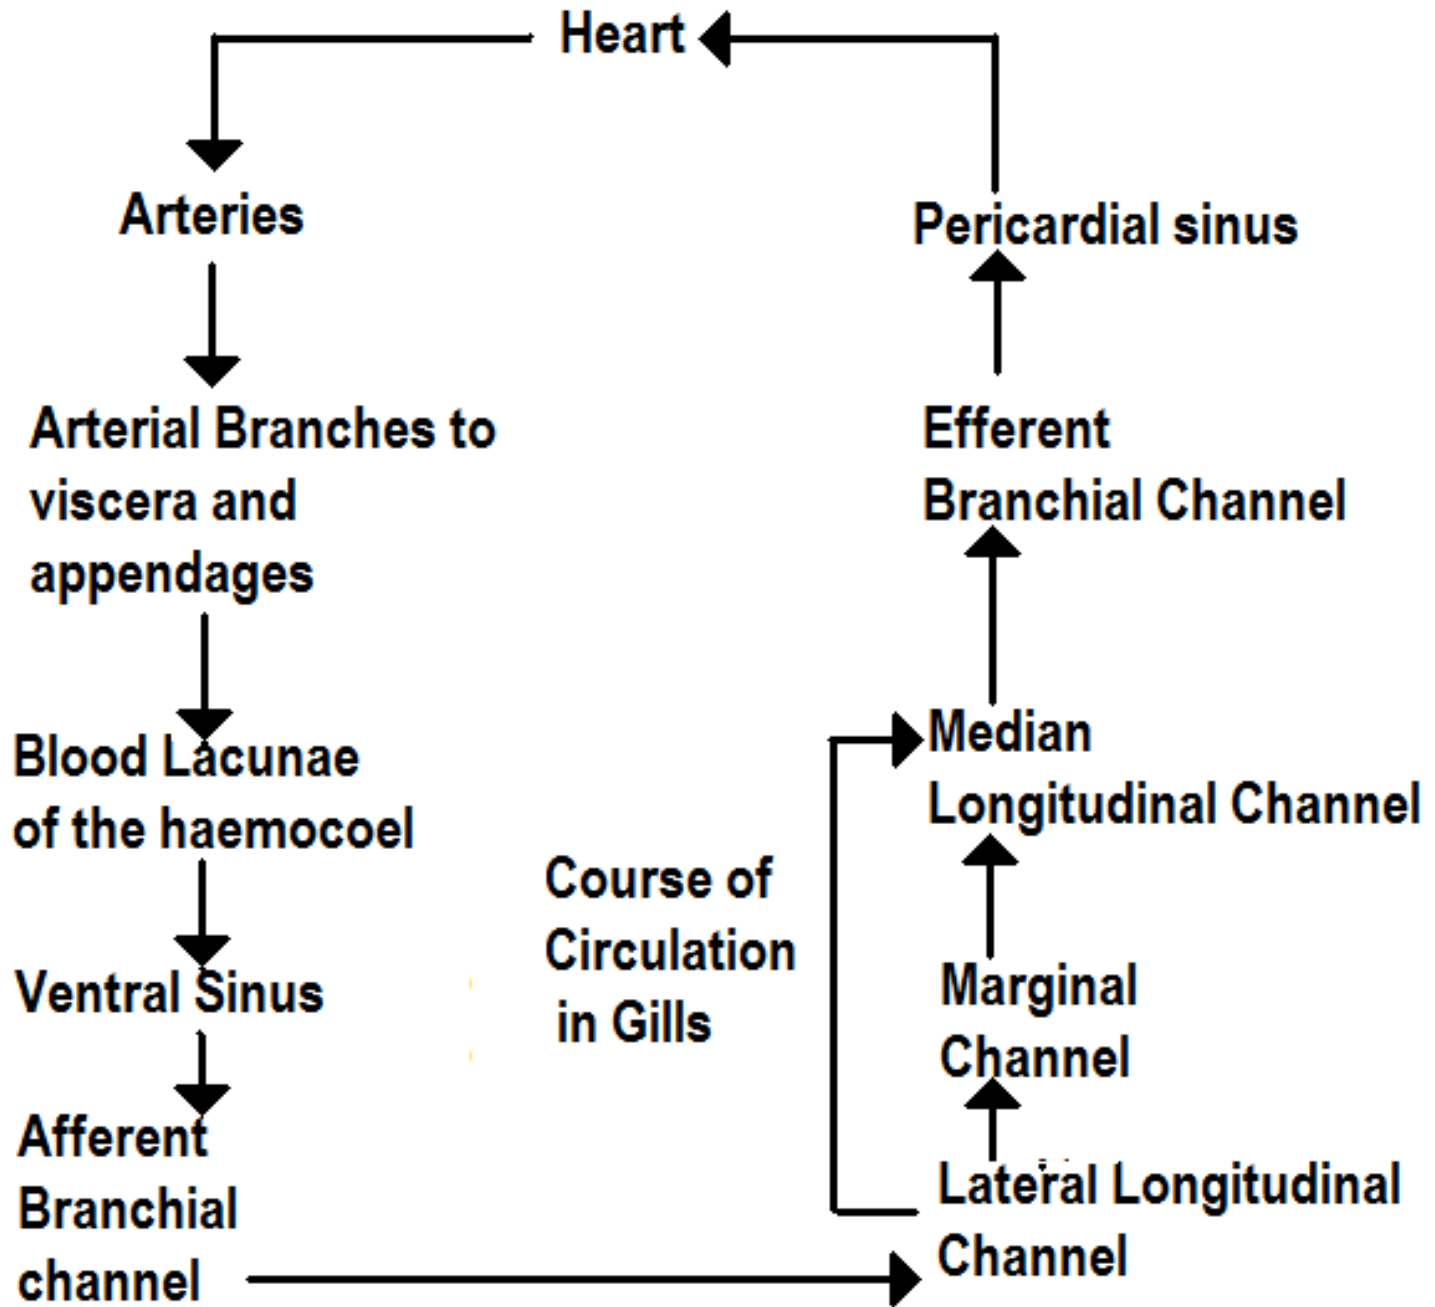 Heart
Arteries
Pericardial sinus
Arterial Branches to
viscera and
appendages
Efferent
Branchial Channel
Blood Lacunae
of the haemocoel
Median
Longitudinal Channel
Course of
Circulation
in Gills
Ventral Sinus
Marginal
Channel
Afferent
Branchial
channel
Lateral Longitudinal
Channel